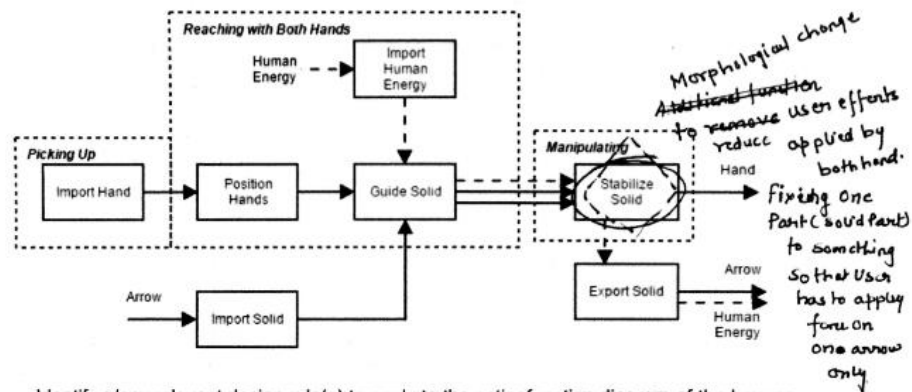 Reaching with Both Hands
Human
Energy
Import
Human
Energy
Picking Up
Import Hand
Position
Hands
Guide Solid
Manipulating
Stabilize
Solid
Hand
Arrow
Import Solid
Export Solid
Arrow
Human
Energy
Morphological change
Additional function
to remove user efforts
reduce applied by
both hand.
fixing one
Part (solid part)
to something
so that user
has to apply
force on
one arrow
only